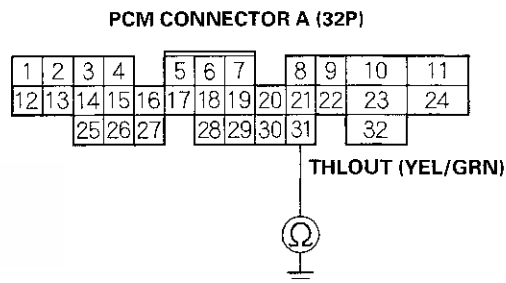 PCM CONNECTOR A (32P)
1 2 3 4 5 6 7 8 9 10 11
12 13 14 15 16 17 18 19 20 21 22 23 24
25 26 27 28 29 30 31 32
THLOUT (YEL/GRN)
Ω